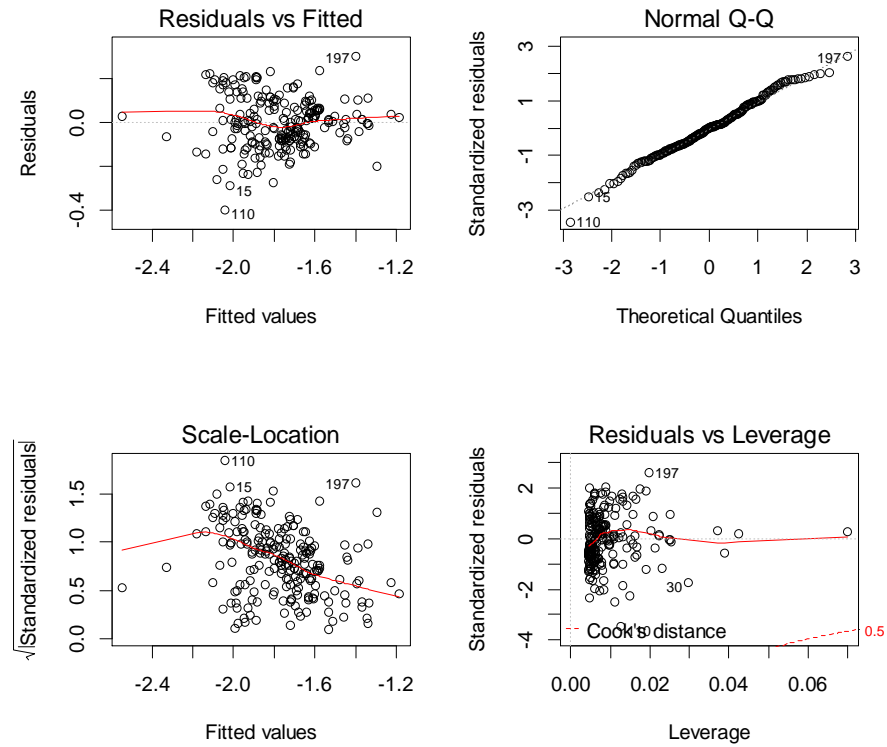 Residuals vs Fitted
Residuals
0.0
-0.4
197
15
110
-2.4 -2.0 -1.6 -1.2
Fitted values
Normal Q-Q
Standardized residuals
3
1
-1
-3
197
15
110
-3 -2 -1 0 1 2 3
Theoretical Quantiles
Scale-Location
√|Standardized residuals|
1.5
1.0
0.5
0.0
110
15
197
-2.4 -2.0 -1.6 -1.2
Fitted values
Residuals vs Leverage
Standardized residuals
2
0
-2
-4
197
30
110
Cook's distance
0.5
0.00 0.02 0.04 0.06
Leverage